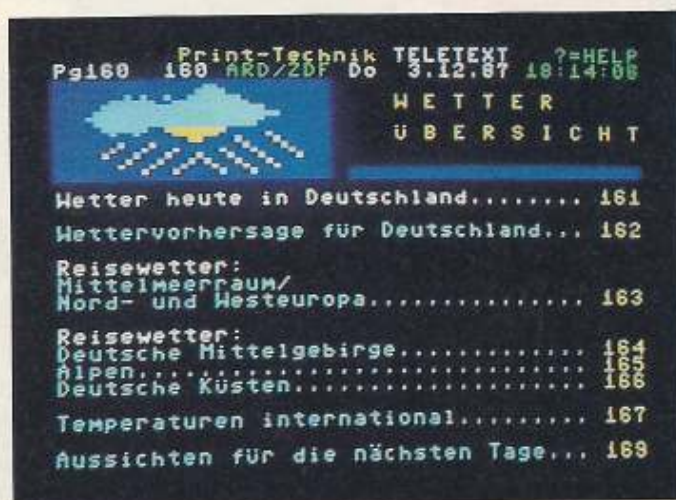 Print-Technik TELETEXT ?=HELP
Pg160 160 ARD/ZDF Do 3.12.87 18:14:06
WETTER
ÜBERSICHT
Wetter heute in Deutschland........ 161
Wettervorhersage für Deutschland... 162
Reisewetter:
Mittelmeerraum/
Nord- und Westeuropa............... 163
Reisewetter:
Deutsche Mittelgebirge............. 164
Alpen.............................. 165
Deutsche Küsten.................... 166
Temperaturen international......... 167
Aussichten für die nächsten Tage... 169